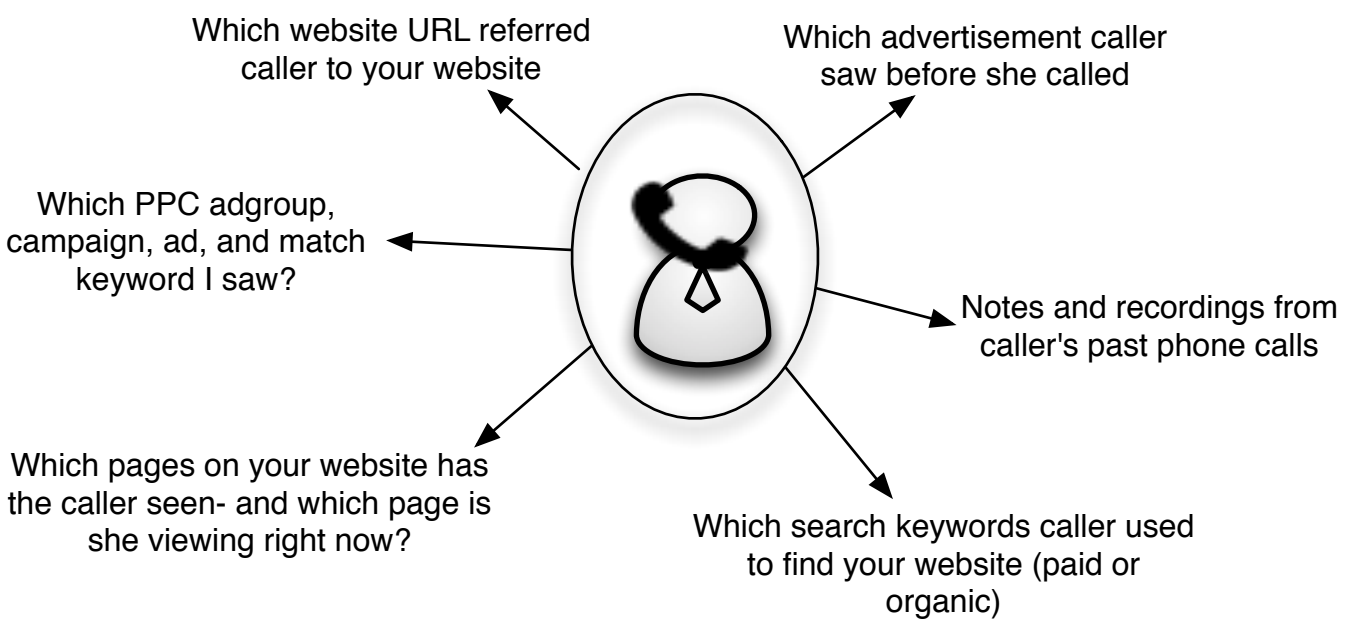 Which website URL referred
caller to your website
Which advertisement caller
saw before she called
Which PPC adgroup,
campaign, ad, and match
keyword I saw?
Notes and recordings from
caller's past phone calls
Which pages on your website has
the caller seen- and which page is
she viewing right now?
Which search keywords caller used
to find your website (paid or
organic)